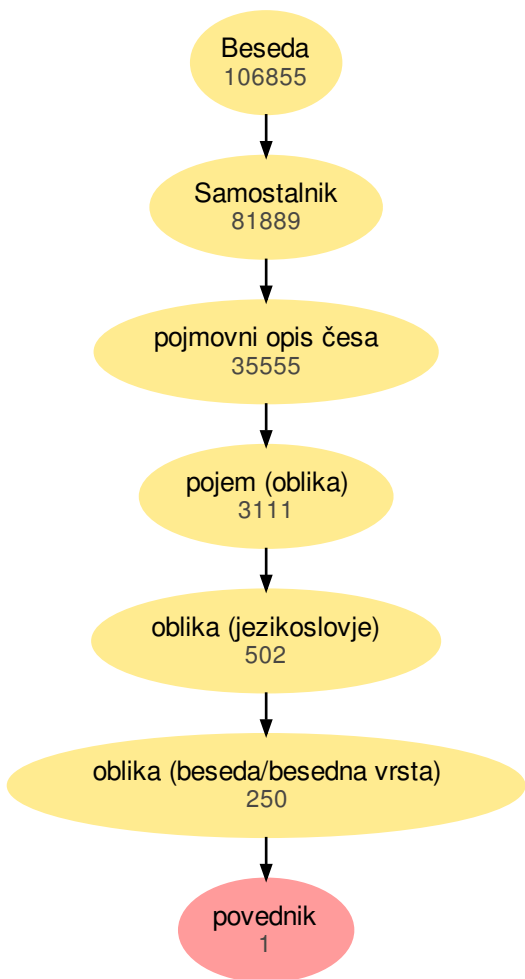 Beseda
106855
Samostalnik
81889
pojmovni opis česa
35555
pojem (oblika)
3111
oblika (jezikoslovje)
502
oblika (beseda/besedna vrsta)
250
povednik
1